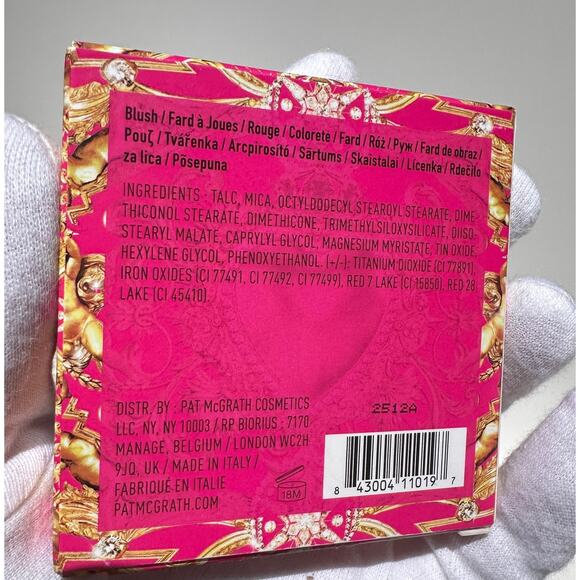 Blush / Fard à Joues / Rouge / Colorete / Fard / Róż / Руж / Fard de obraz /
Ρουζ / Tvářenka / Arcpirosító / Sārtums / Skaistalai / Lícenka / Rdečilo
za lica / Põsepuna
INGREDIENTS : TALC, MICA, OCTYLDODECYL STEAROYL STEARATE, DIME-
THICONOL STEARATE, DIMETHICONE, TRIMETHYLSILOXYSILICATE, DIISO-
STEARYL MALATE, CAPRYLYL GLYCOL, MAGNESIUM MYRISTATE, TIN OXIDE,
HEXYLENE GLYCOL, PHENOXYETHANOL. (+/-): TITANIUM DIOXIDE (CI 77891),
IRON OXIDES (CI 77491, CI 77492, CI 77499), RED 7 LAKE (CI 15850), RED 28
LAKE (CI 45410).
DISTR. BY : PAT McGRATH COSMETICS
LLC, NY, NY 10003 / RP BIORIUS : 7170
MANAGE, BELGIUM / LONDON WC2H
9JQ, UK / MADE IN ITALY /
FABRIQUÉ EN ITALIE
PATMCGRATH.COM
18M
2512A
8 43004 11019 7